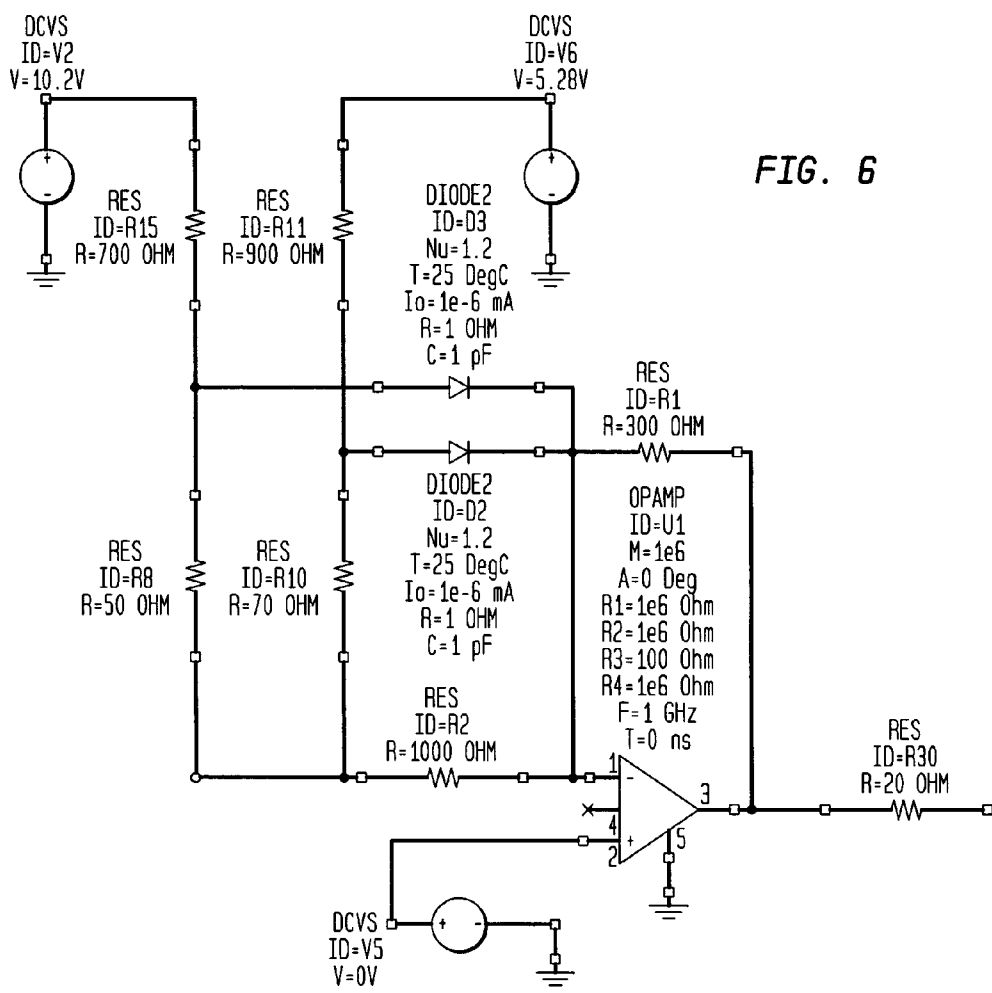 DCVS
ID=V2
V=10.2V
DCVS
ID=V6
V=5.28V
FIG. 6
+
-
+
-
RES
ID=R15
R=700 OHM
RES
ID=R11
R=900 OHM
DIODE2
ID=D3
Nu=1.2
T=25 DegC
Io=1e-6 mA
R=1 OHM
C=1 pF
RES
ID=R1
R=300 OHM
DIODE2
ID=D2
Nu=1.2
T=25 DegC
Io=1e-6 mA
R=1 OHM
C=1 pF
OPAMP
ID=U1
M=1e6
A=0 Deg
R1=1e6 Ohm
R2=1e6 Ohm
R3=100 Ohm
R4=1e6 Ohm
F=1 GHz
T=0 ns
RES
ID=R8
R=50 OHM
RES
ID=R10
R=70 OHM
RES
ID=R2
R=1000 OHM
RES
ID=R30
R=20 OHM
1
-
3
4
+
2
5
DCVS
ID=V5
V=0V
+
-